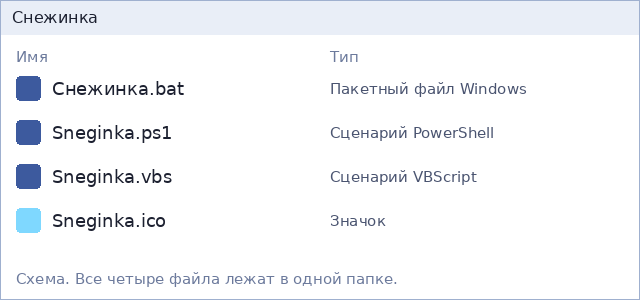 Снежинка
Имя Тип
Снежинка.bat Пакетный файл Windows
Sneginka.ps1 Сценарий PowerShell
Sneginka.vbs Сценарий VBScript
Sneginka.ico Значок
Схема. Все четыре файла лежат в одной папке.